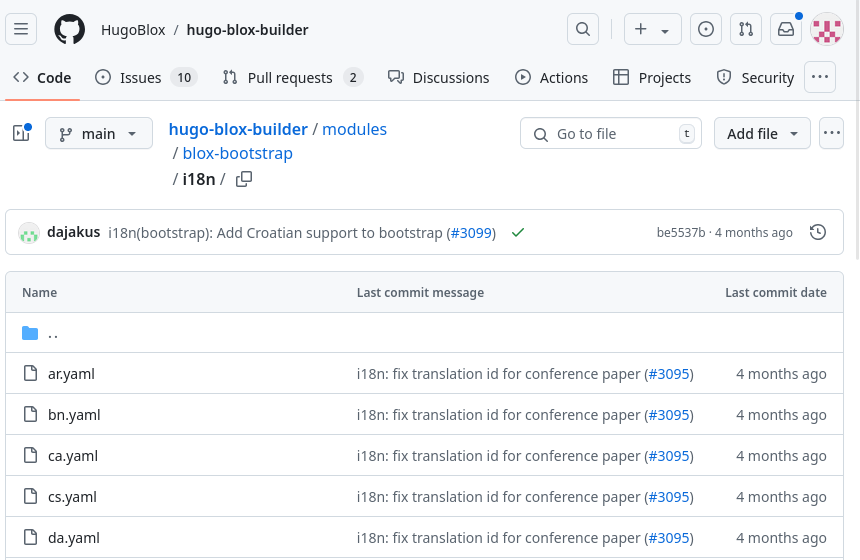 HugoBlox / hugo-blox-builder
Code
Issues 10
Pull requests 2
Discussions
Actions
Projects
Security
main
hugo-blox-builder / modules
/ blox-bootstrap
/ i18n /
Go to file t
Add file
dajakus i18n(bootstrap): Add Croatian support to bootstrap (#3099) be5537b · 4 months ago
Name Last commit message Last commit date
..
ar.yaml i18n: fix translation id for conference paper (#3095) 4 months ago
bn.yaml i18n: fix translation id for conference paper (#3095) 4 months ago
ca.yaml i18n: fix translation id for conference paper (#3095) 4 months ago
cs.yaml i18n: fix translation id for conference paper (#3095) 4 months ago
da.yaml i18n: fix translation id for conference paper (#3095) 4 months ago